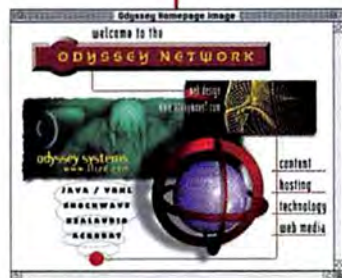 Odyssey Homepage Image
welcome to the
ODYSSEY NETWORK
web design
odyssey systems
content
hosting
technology
web media
JAVA / VRML
SHOCKWAVE
REALAUDIO
ACROBAT